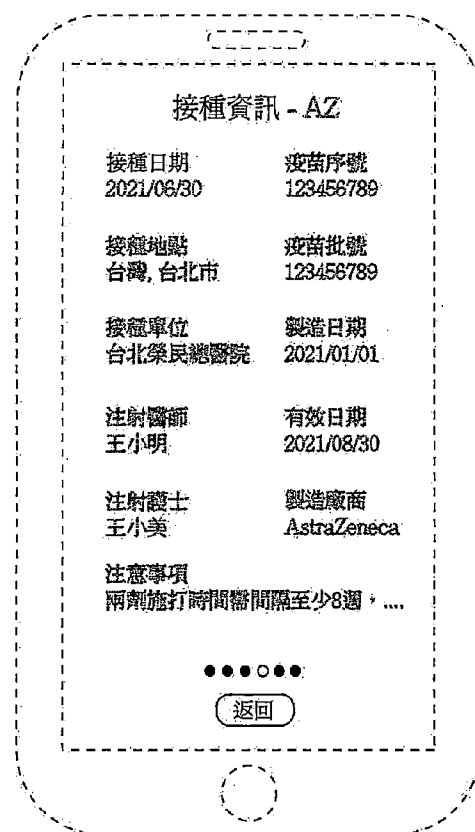 接種資訊 - AZ
接種日期 疫苗序號
2021/06/30 123456789
接種地點 疫苗批號
台灣, 台北市 123456789
接種單位 製造日期
台北榮民總醫院 2021/01/01
注射醫師 有效日期
王小明 2021/08/30
注射護士 製造廠商
王小美 AstraZeneca
注意事項
兩劑施打時間需間隔至少8週，....
返回